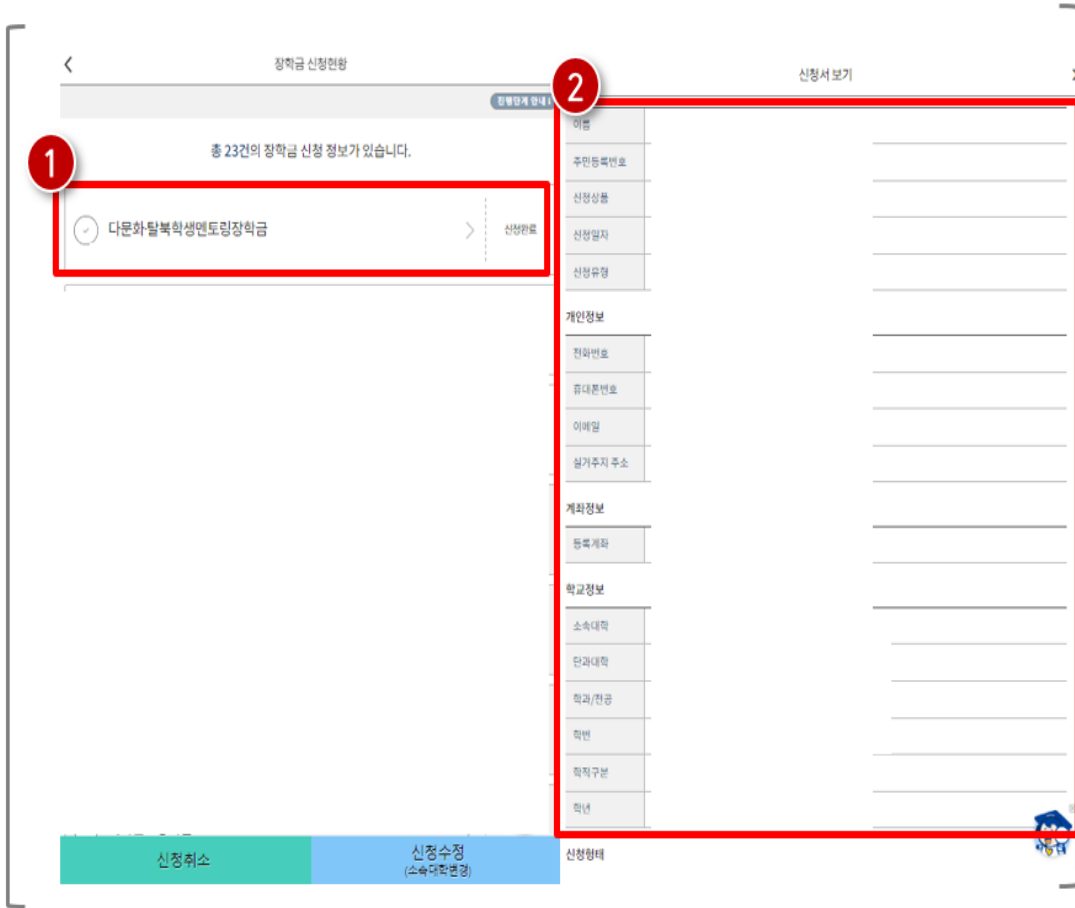 장학금 신청현황
진행단계 안내
총 23건의 장학금 신청 정보가 있습니다.
1
다문화·탈북학생멘토링장학금
신청완료
신청취소
신청수정
(소속대학변경)
2
신청서 보기
이름
주민등록번호
신청상품
신청일자
신청유형
개인정보
전화번호
휴대폰번호
이메일
실거주지 주소
계좌정보
등록계좌
학교정보
소속대학
단과대학
학과/전공
학번
학적구분
학년
신청형태